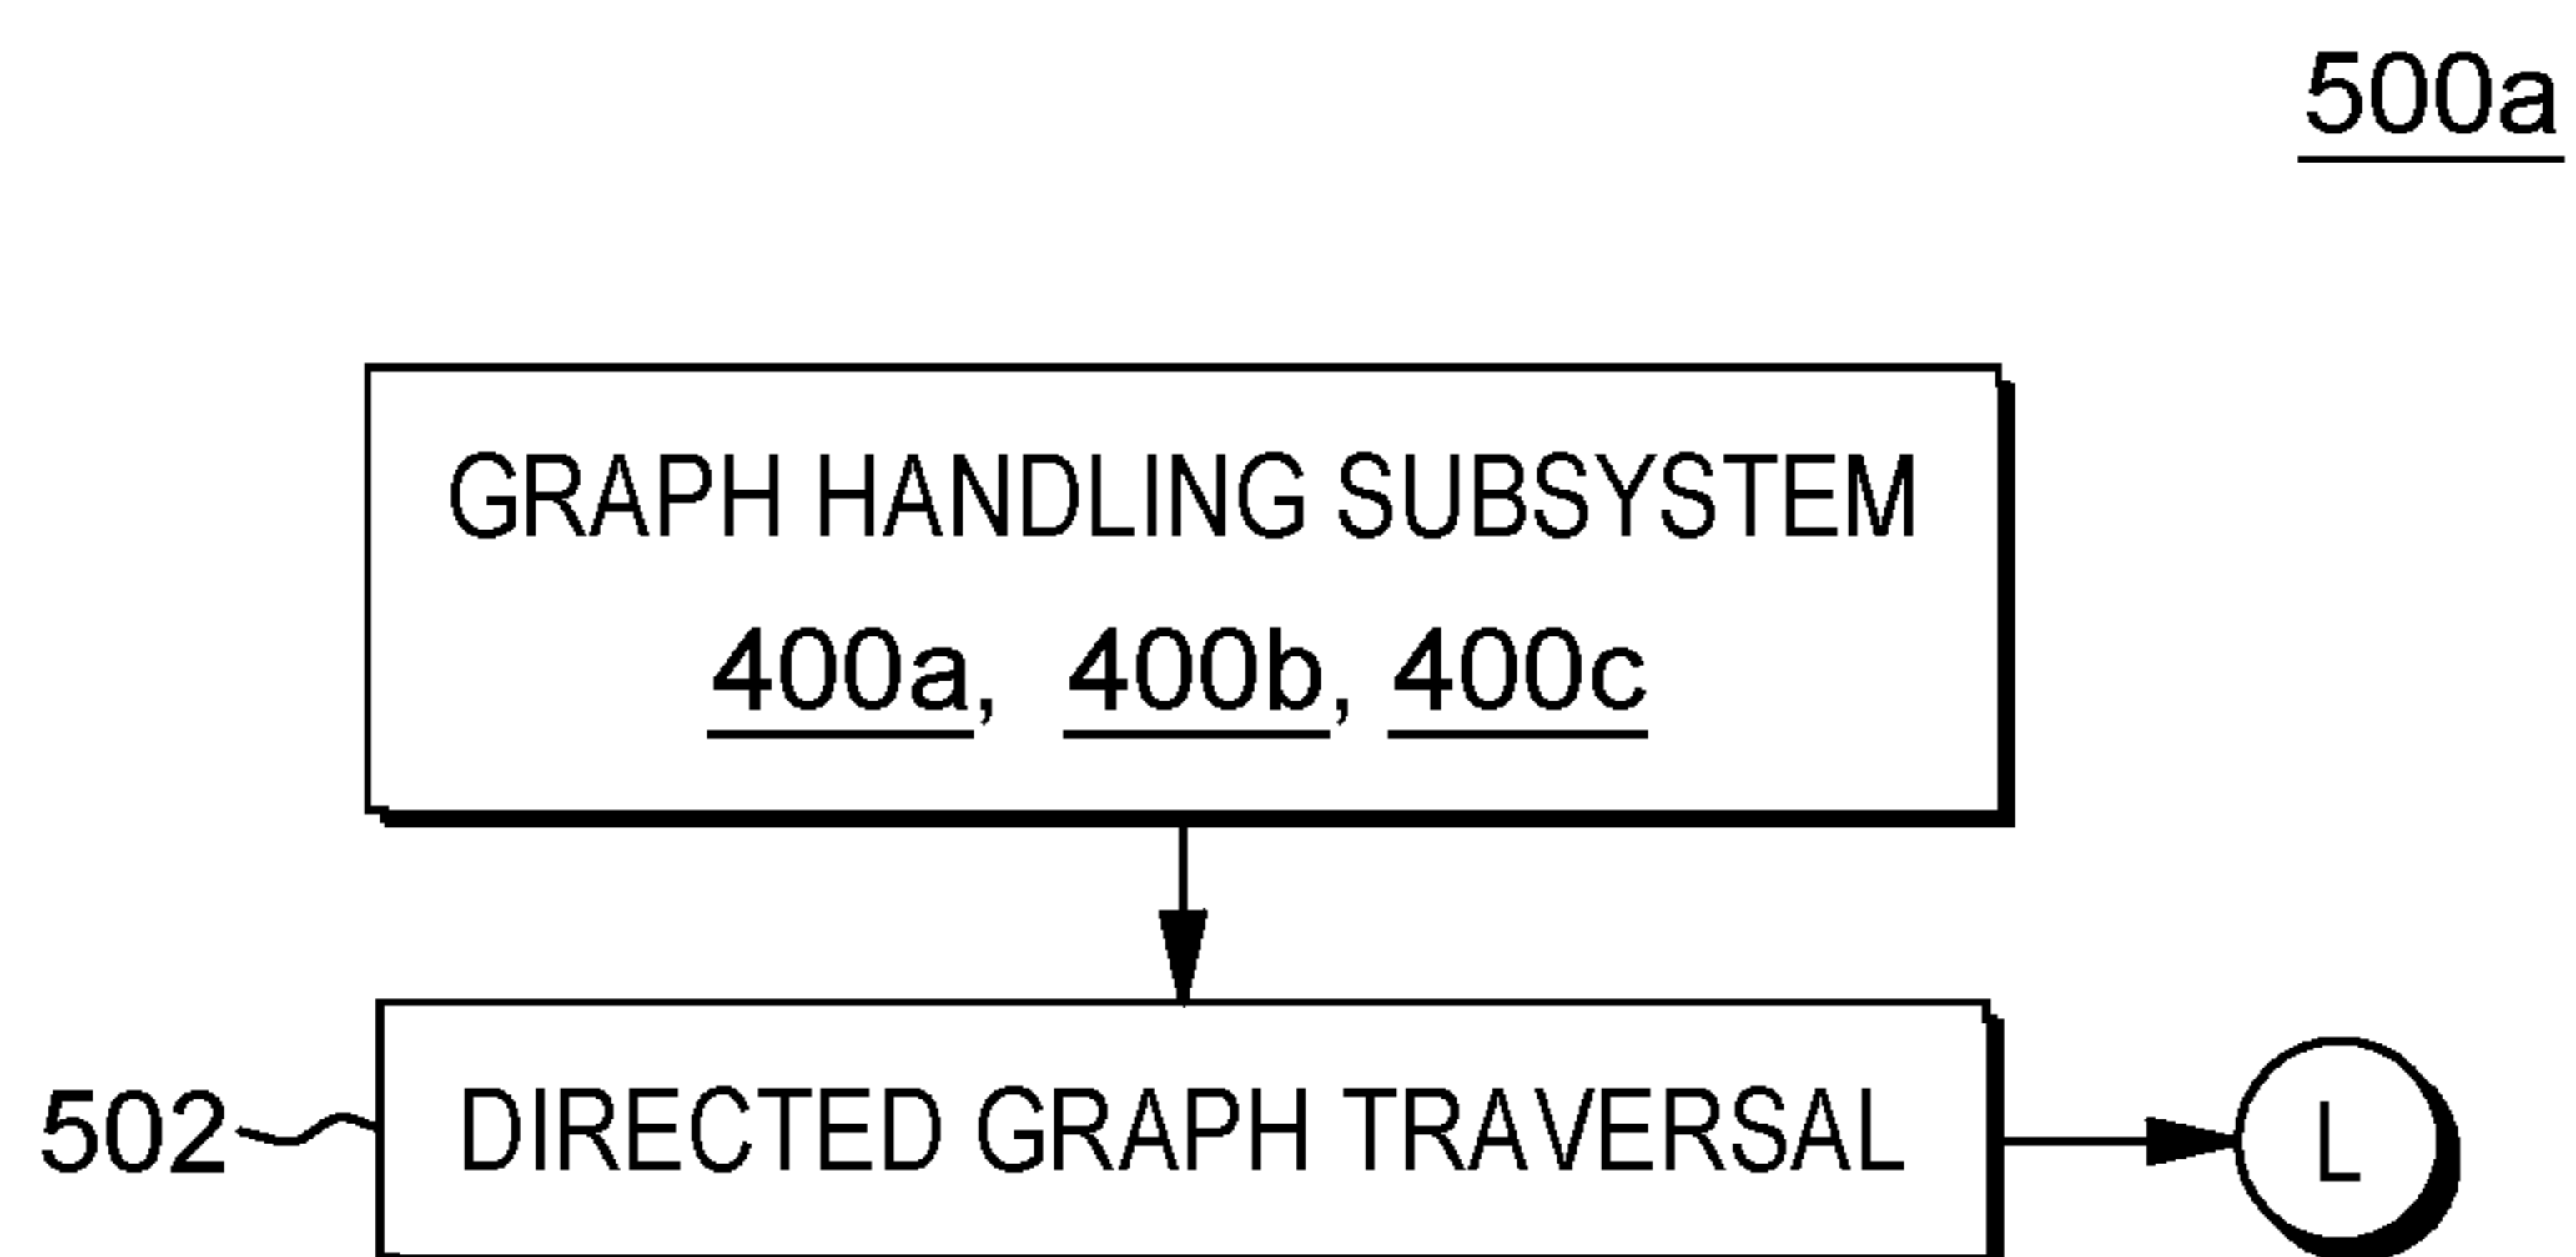 500a
GRAPH HANDLING SUBSYSTEM
400a, 400b, 400c
502 DIRECTED GRAPH TRAVERSAL L